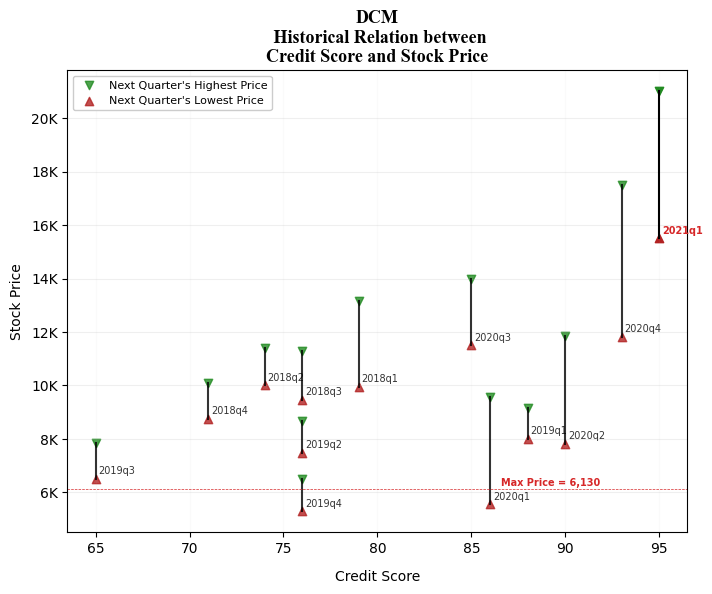 DCM
Historical Relation between
Credit Score and Stock Price
Next Quarter's Highest Price
Next Quarter's Lowest Price
Stock Price
20K
18K
16K
14K
12K
10K
8K
6K
2021q1
2020q4
2020q3
2018q2
2018q3
2018q1
2018q4
2019q1
2020q2
2019q2
2019q3
Max Price = 6,130
2019q4
2020q1
65
70
75
80
85
90
95
Credit Score